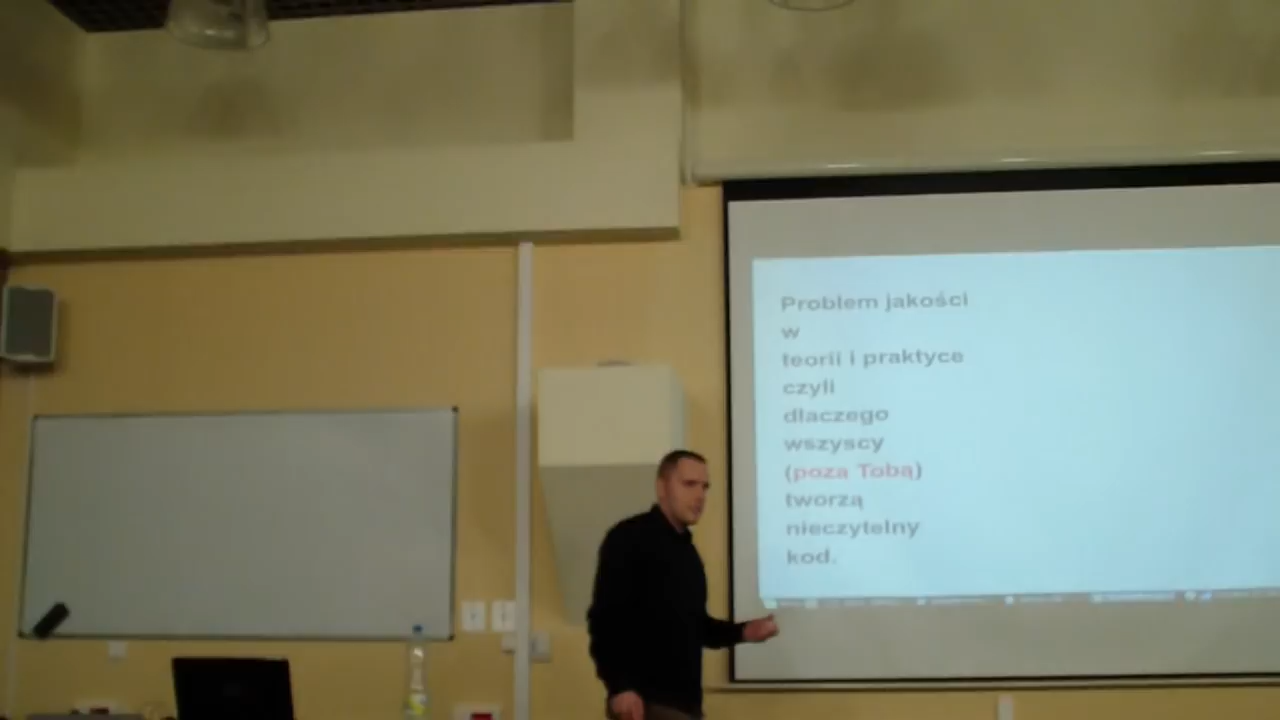 Problem jakości
w
teorii i praktyce
czyli
dlaczego
wszyscy
(poza Tobą)
tworzą
nieczytelny
kod.